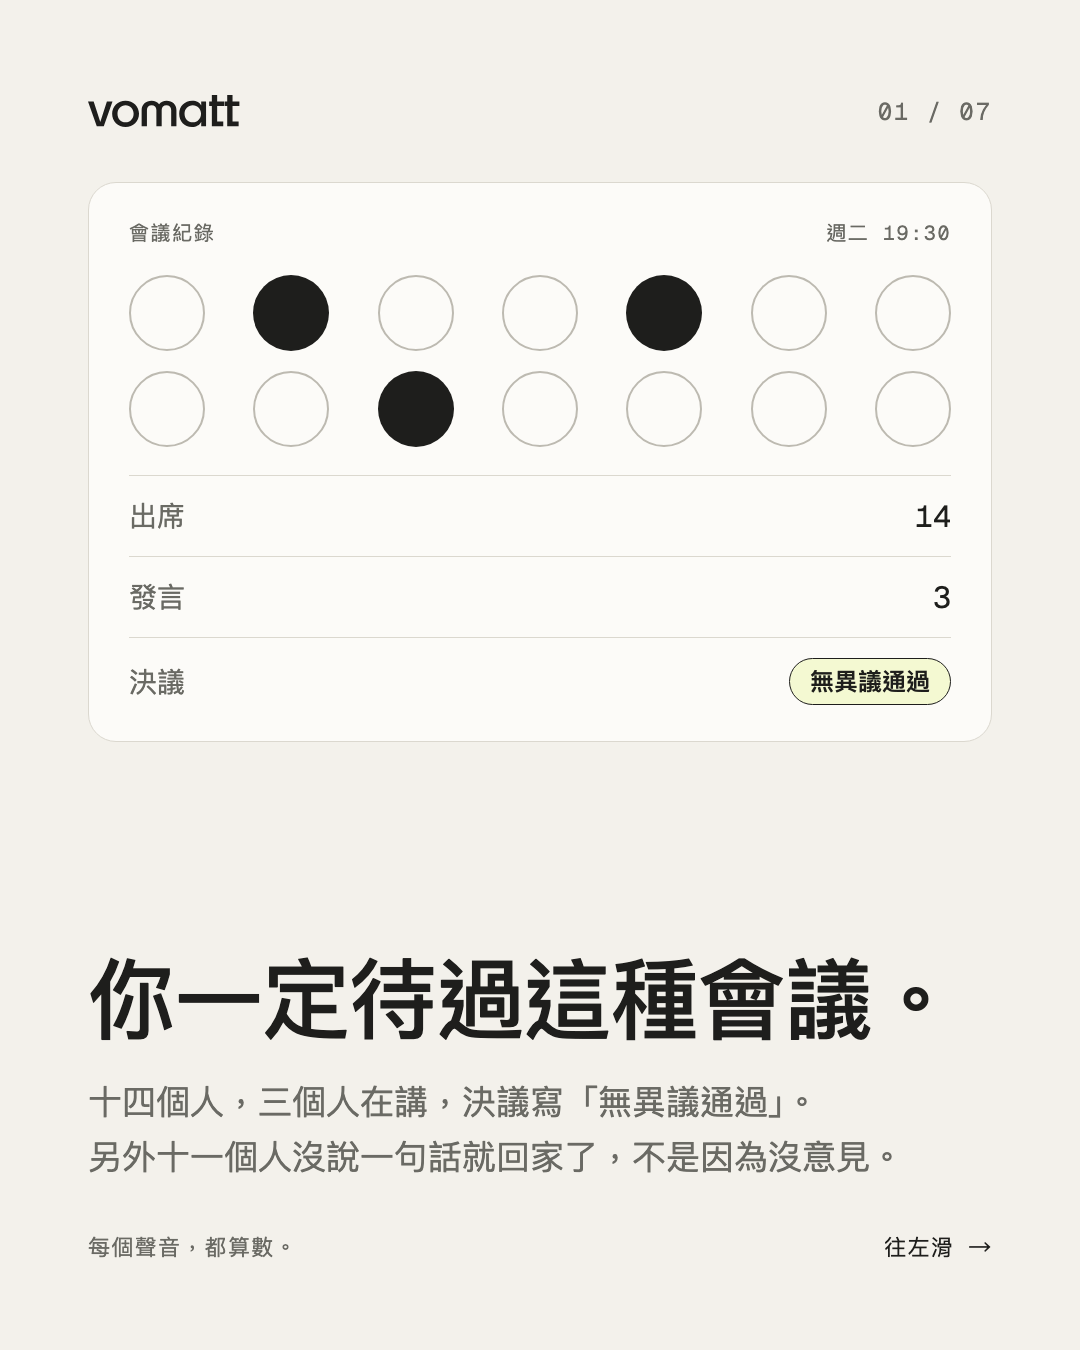 vomatt
01 / 07
會議紀錄
週二 19:30
出席
14
發言
3
決議
無異議通過
你一定待過這種會議。
十四個人，三個人在講，決議寫「無異議通過」。
另外十一個人沒說一句話就回家了，不是因為沒意見。
每個聲音，都算數。
往左滑 →